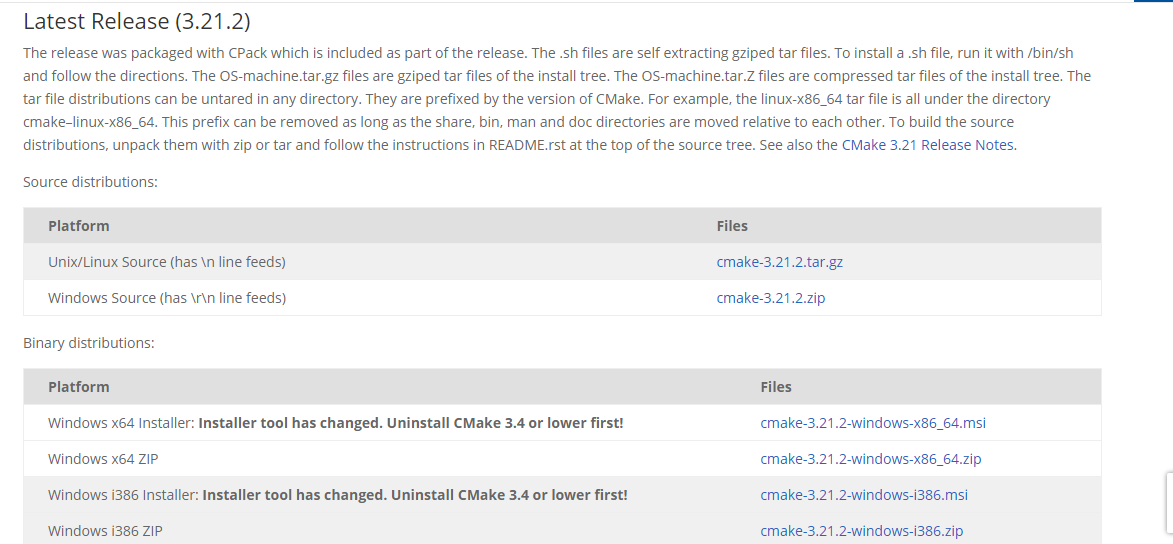 Latest Release (3.21.2)
The release was packaged with CPack which is included as part of the release. The .sh files are self extracting gziped tar files. To install a .sh file, run it with /bin/sh
and follow the directions. The OS-machine.tar.gz files are gziped tar files of the install tree. The OS-machine.tar.Z files are compressed tar files of the install tree. The
tar file distributions can be untared in any directory. They are prefixed by the version of CMake. For example, the linux-x86_64 tar file is all under the directory
cmake–linux-x86_64. This prefix can be removed as long as the share, bin, man and doc directories are moved relative to each other. To build the source
distributions, unpack them with zip or tar and follow the instructions in README.rst at the top of the source tree. See also the CMake 3.21 Release Notes.
Source distributions:
Platform Files
Unix/Linux Source (has \n line feeds) cmake-3.21.2.tar.gz
Windows Source (has \r\n line feeds) cmake-3.21.2.zip
Binary distributions:
Platform Files
Windows x64 Installer: Installer tool has changed. Uninstall CMake 3.4 or lower first! cmake-3.21.2-windows-x86_64.msi
Windows x64 ZIP cmake-3.21.2-windows-x86_64.zip
Windows i386 Installer: Installer tool has changed. Uninstall CMake 3.4 or lower first! cmake-3.21.2-windows-i386.msi
Windows i386 ZIP cmake-3.21.2-windows-i386.zip